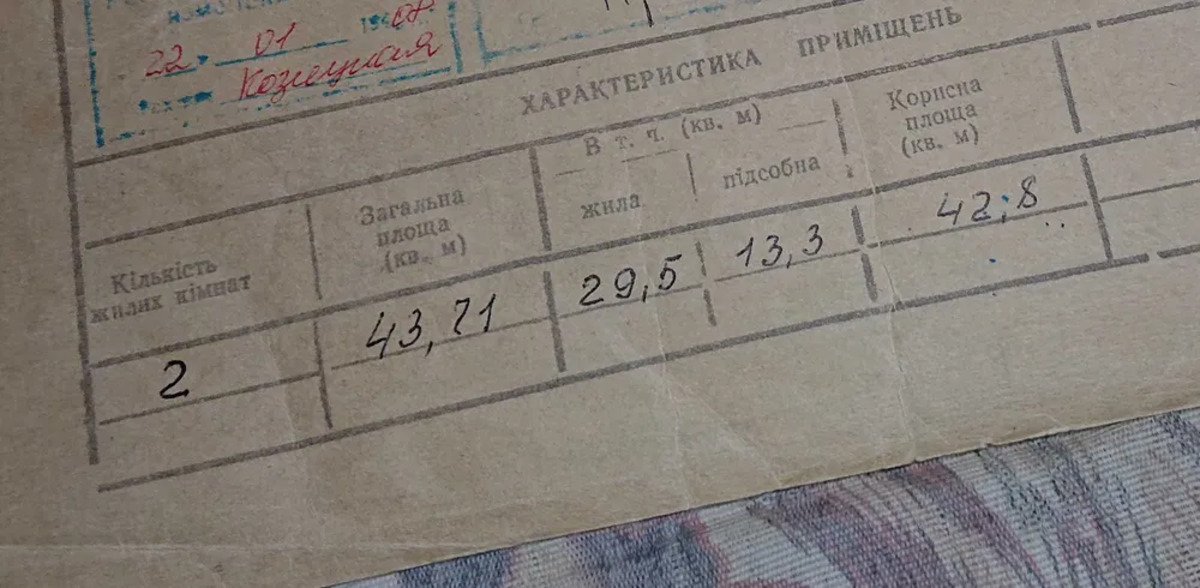 22 01
Козицкая
ХАРАКТЕРИСТИКА ПРИМІЩЕНЬ
Кількість
жилих кімнат
Загальна
площа
(кв. м)
В т. ч. (кв. м)
жила
підсобна
Корисна
площа
(кв. м)
2
43,71
29,5
13,3
42,8